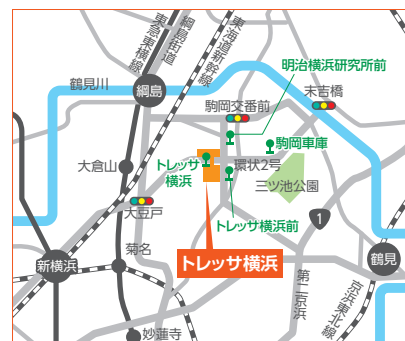 東急東横線
綱島街道
東海道新幹線
明治横浜研究所前
末吉橋
鶴見川
綱島
駒岡交番前
駒岡車庫
大倉山
トレッサ
横浜
環状2号
三ツ池公園
大豆戸
トレッサ横浜前
1
菊名
トレッサ横浜
鶴見
新横浜
第二京浜
京浜東北線
妙蓮寺